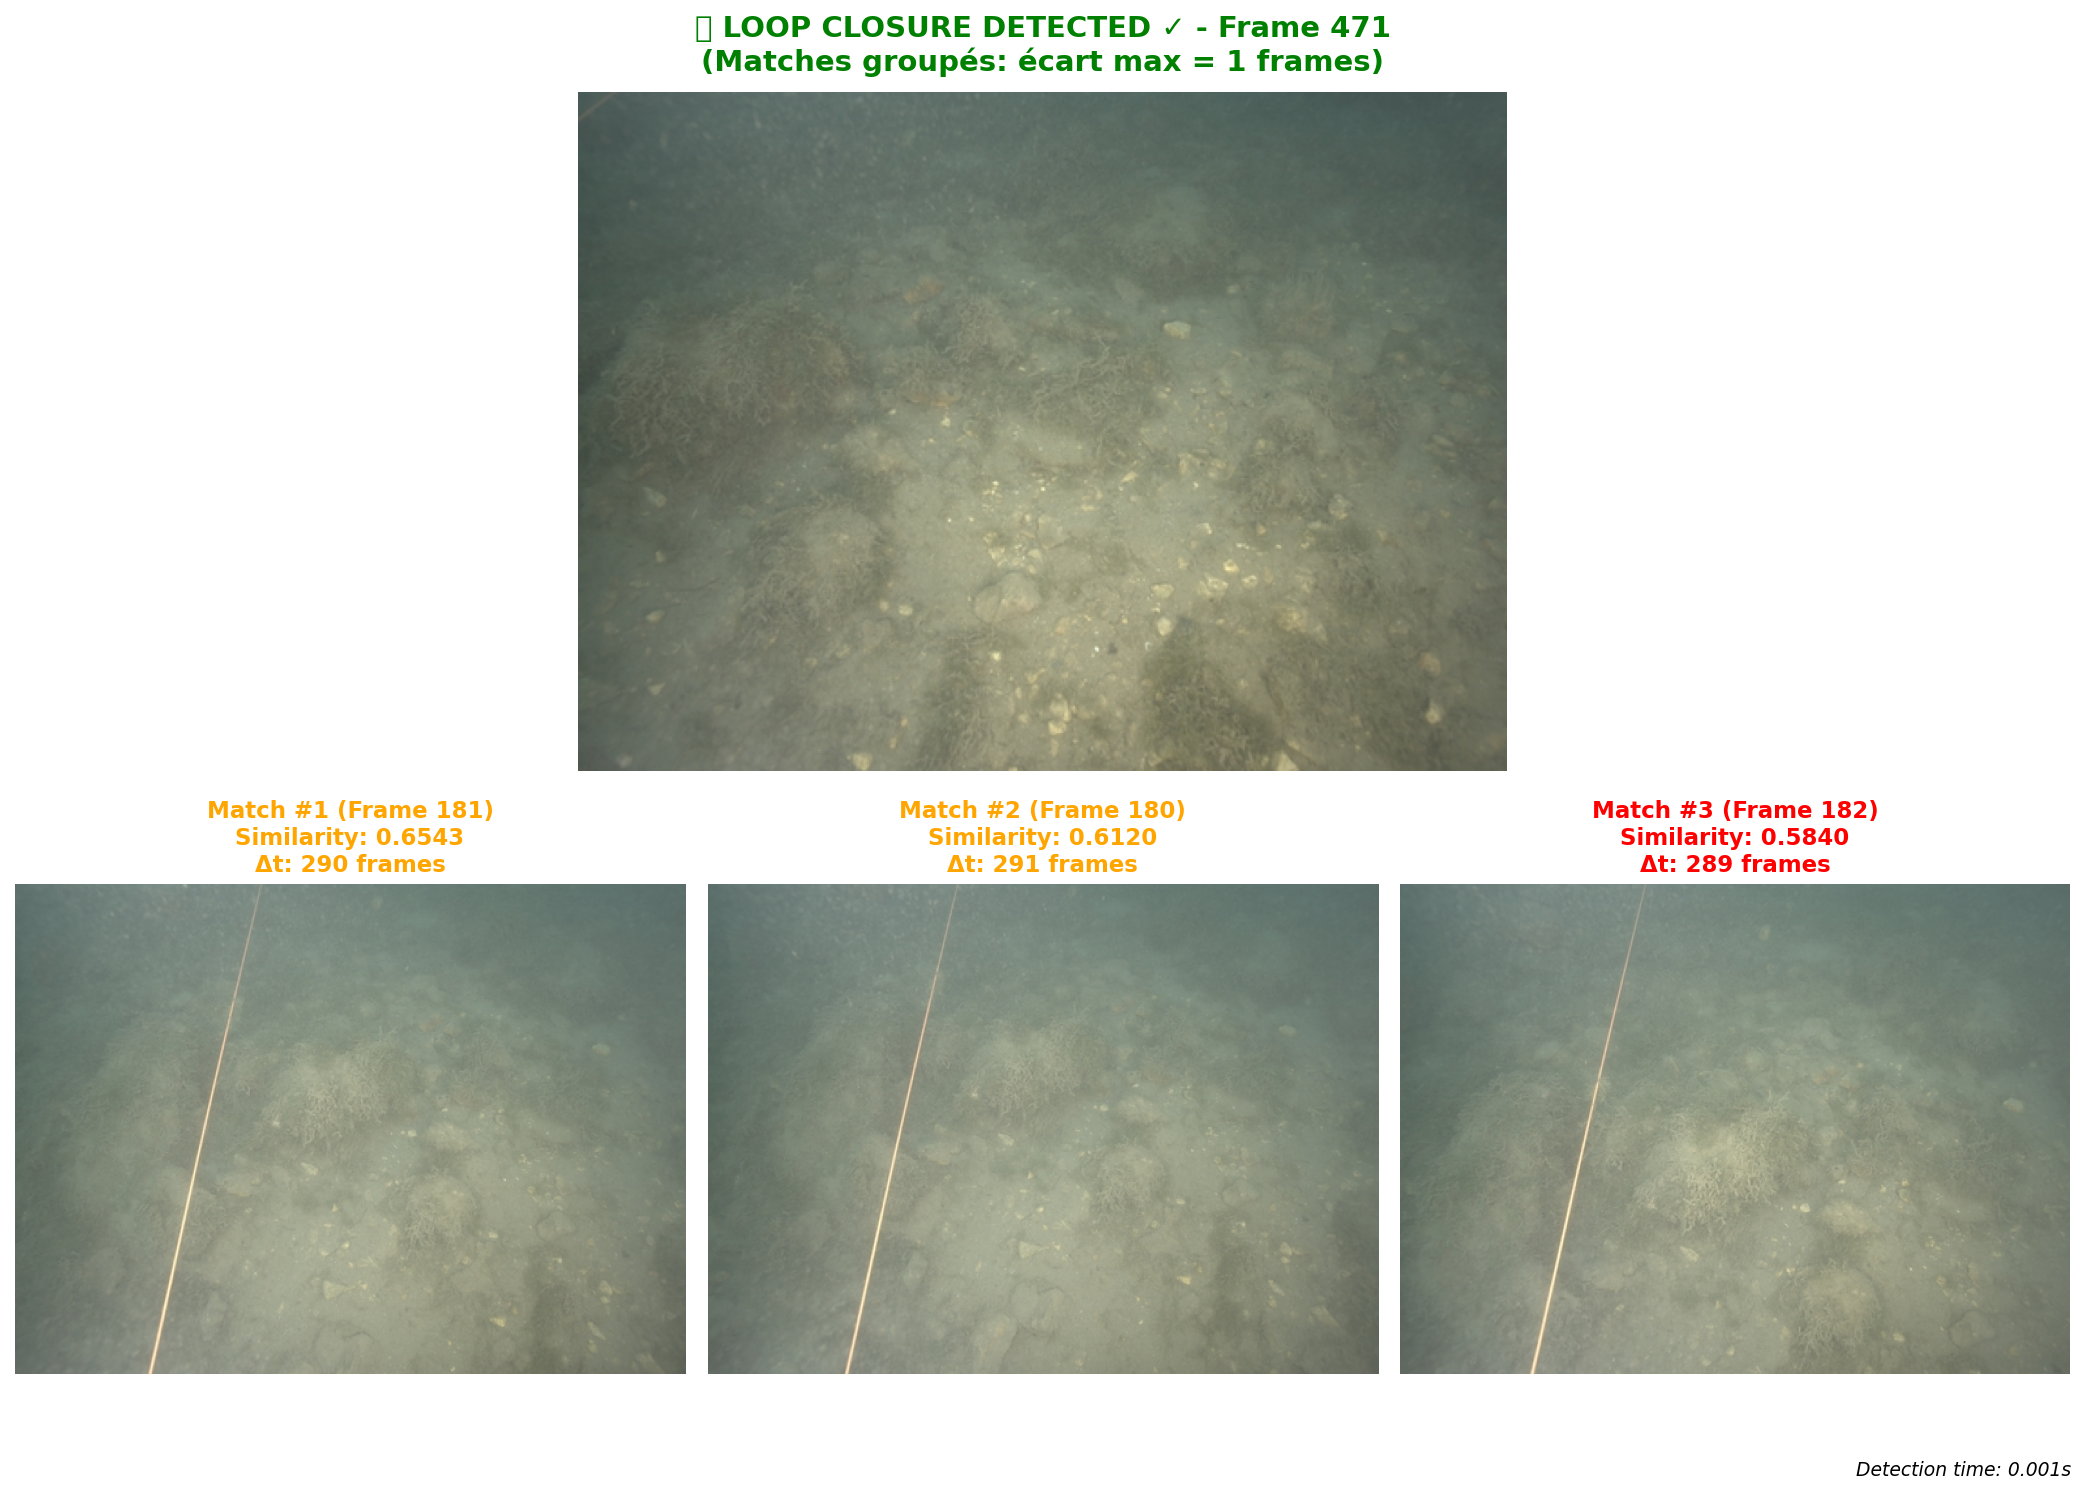 LOOP CLOSURE DETECTED ✓ - Frame 471
(Matches groupés: écart max = 1 frames)
Match #1 (Frame 181)
Similarity: 0.6543
Δt: 290 frames
Match #2 (Frame 180)
Similarity: 0.6120
Δt: 291 frames
Match #3 (Frame 182)
Similarity: 0.5840
Δt: 289 frames
Detection time: 0.001s